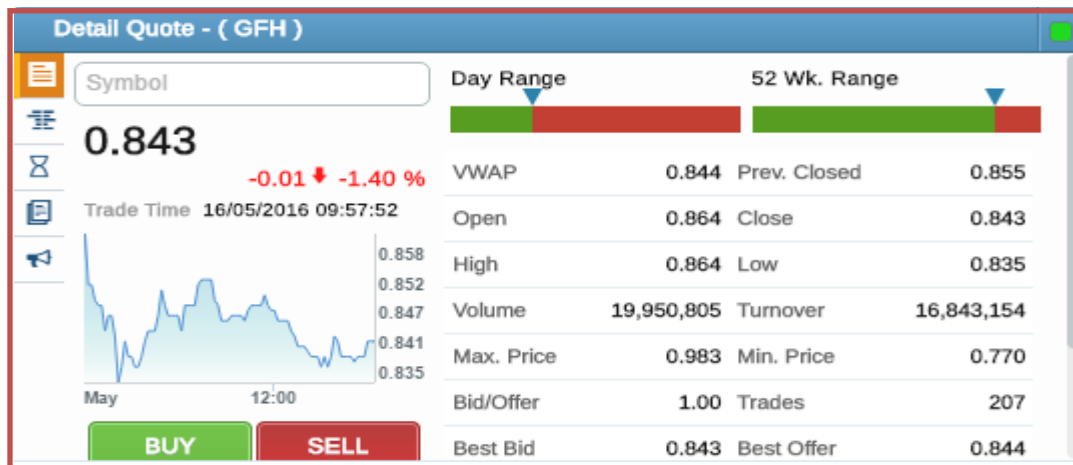 Detail Quote - ( GFH )
Symbol
0.843
-0.01 -1.40 %
Trade Time 16/05/2016 09:57:52
0.858
0.852
0.847
0.841
0.835
May 12:00
BUY SELL
Day Range 52 Wk. Range
VWAP 0.844 Prev. Closed 0.855
Open 0.864 Close 0.843
High 0.864 Low 0.835
Volume 19,950,805 Turnover 16,843,154
Max. Price 0.983 Min. Price 0.770
Bid/Offer 1.00 Trades 207
Best Bid 0.843 Best Offer 0.844